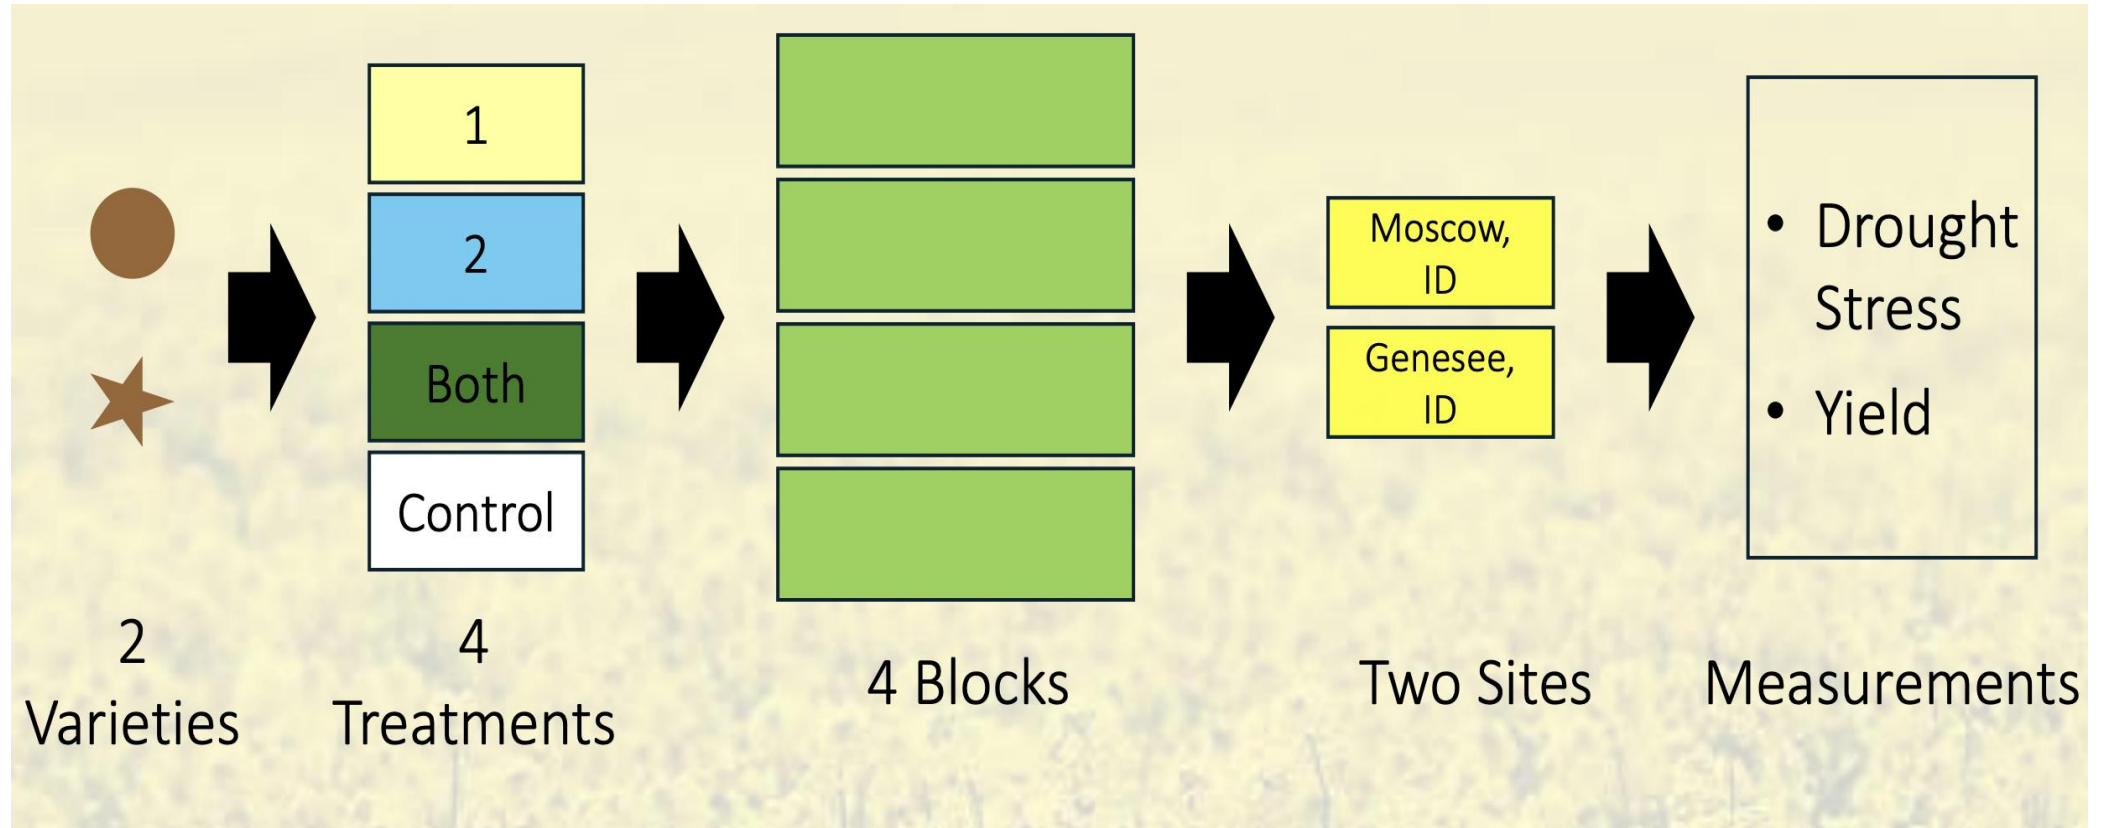 1
2
Both
Control
Moscow,
ID
Genesee,
ID
• Drought
Stress
• Yield
2
Varieties
4
Treatments
4 Blocks
Two Sites
Measurements